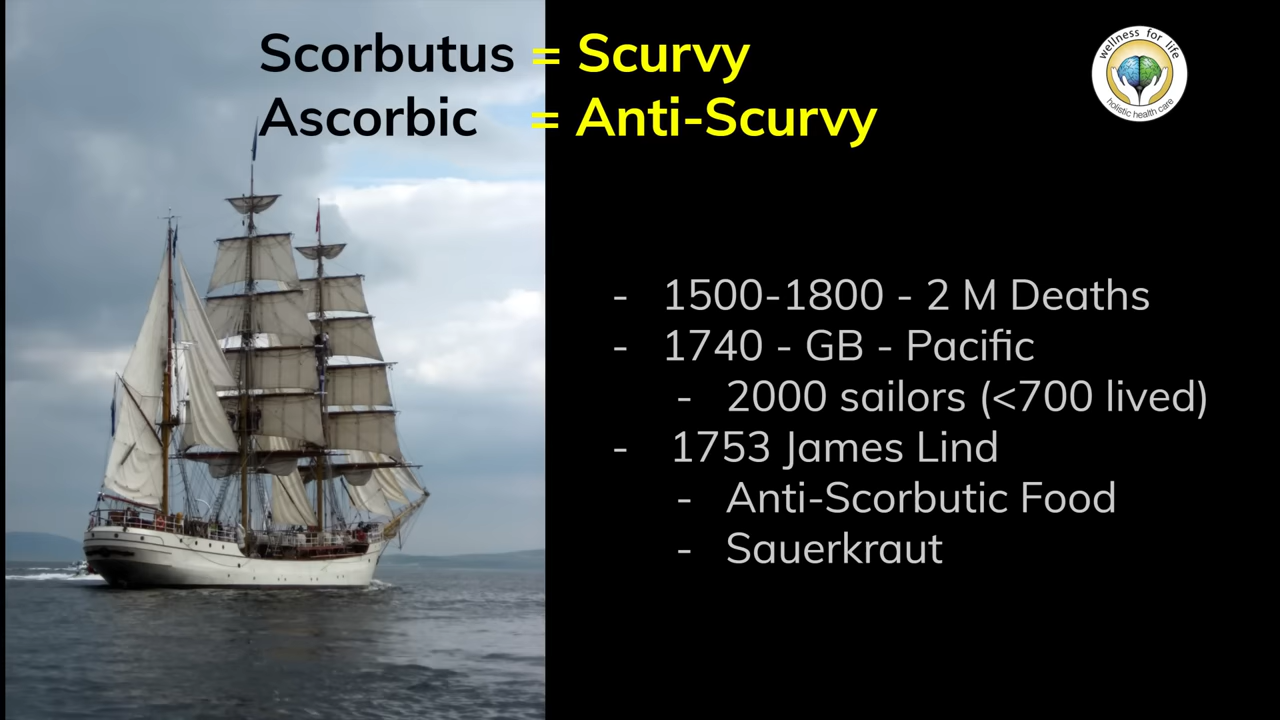 Scorbutus = Scurvy
Ascorbic = Anti-Scurvy
wellness for life
holistic health care
- 1500-1800 - 2 M Deaths
- 1740 - GB - Pacific
- 2000 sailors (<700 lived)
- 1753 James Lind
- Anti-Scorbutic Food
- Sauerkraut